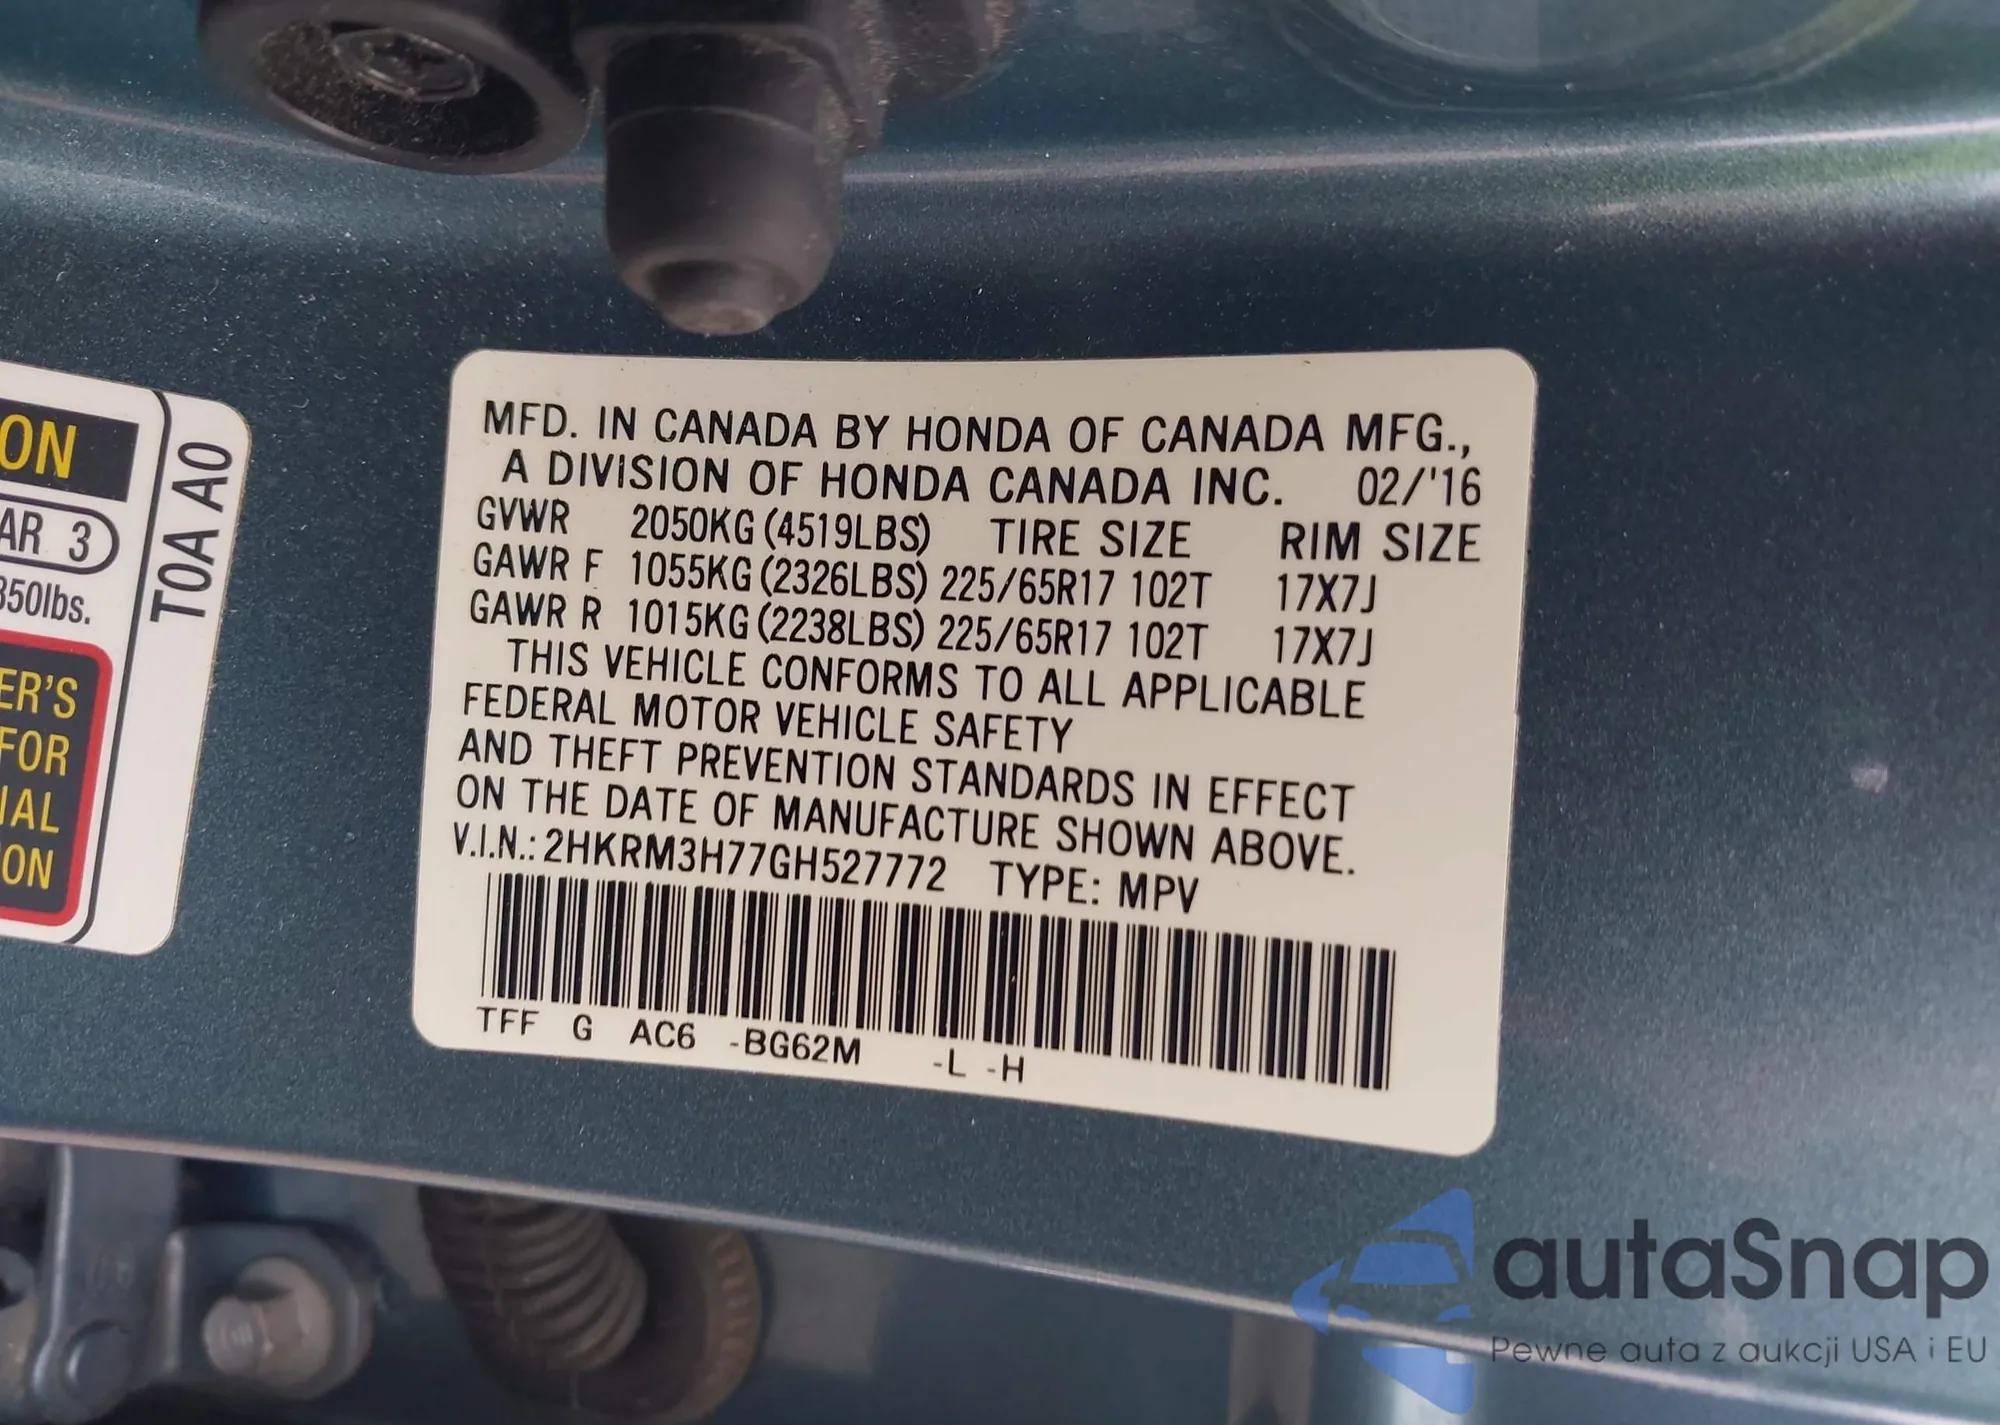 ON
AR 3
350lbs.
ER'S
FOR
IAL
ION
T0A A0
MFD. IN CANADA BY HONDA OF CANADA MFG.,
A DIVISION OF HONDA CANADA INC. 02/'16
GVWR 2050KG (4519LBS) TIRE SIZE RIM SIZE
GAWR F 1055KG (2326LBS) 225/65R17 102T 17X7J
GAWR R 1015KG (2238LBS) 225/65R17 102T 17X7J
THIS VEHICLE CONFORMS TO ALL APPLICABLE
FEDERAL MOTOR VEHICLE SAFETY
AND THEFT PREVENTION STANDARDS IN EFFECT
ON THE DATE OF MANUFACTURE SHOWN ABOVE.
V.I.N.: 2HKRM3H77GH527772 TYPE: MPV
TFF G AC6 -BG62M -L -H
autaSnap
Pewne auta z aukcji USA i EU